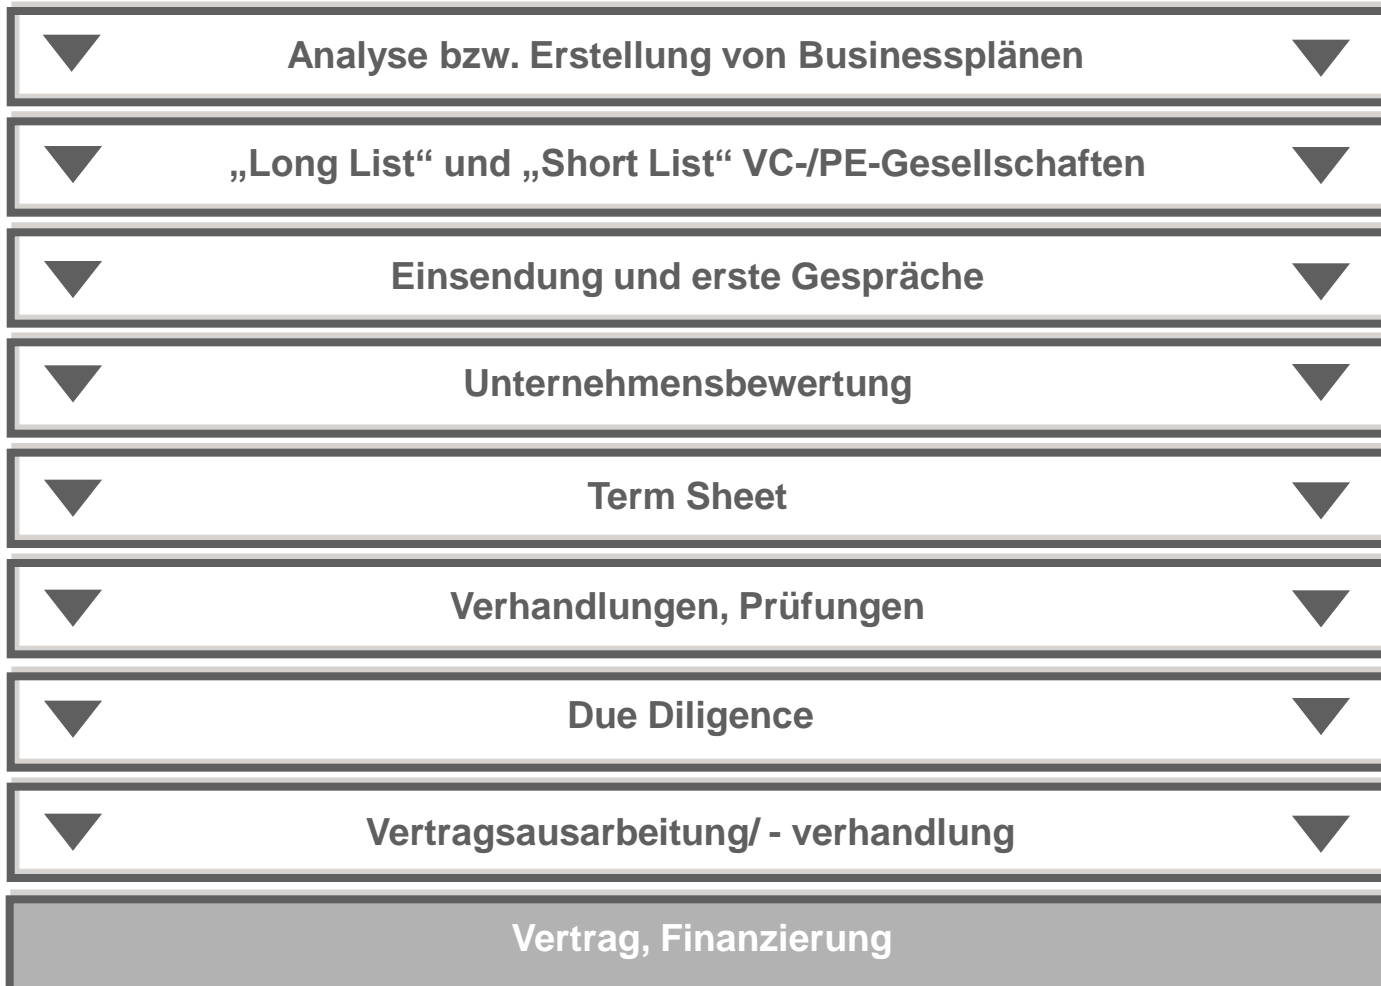 Analyse bzw. Erstellung von Businessplänen
„Long List“ und „Short List“ VC-/PE-Gesellschaften
Einsendung und erste Gespräche
Unternehmensbewertung
Term Sheet
Verhandlungen, Prüfungen
Due Diligence
Vertragsausarbeitung/ - verhandlung
Vertrag, Finanzierung